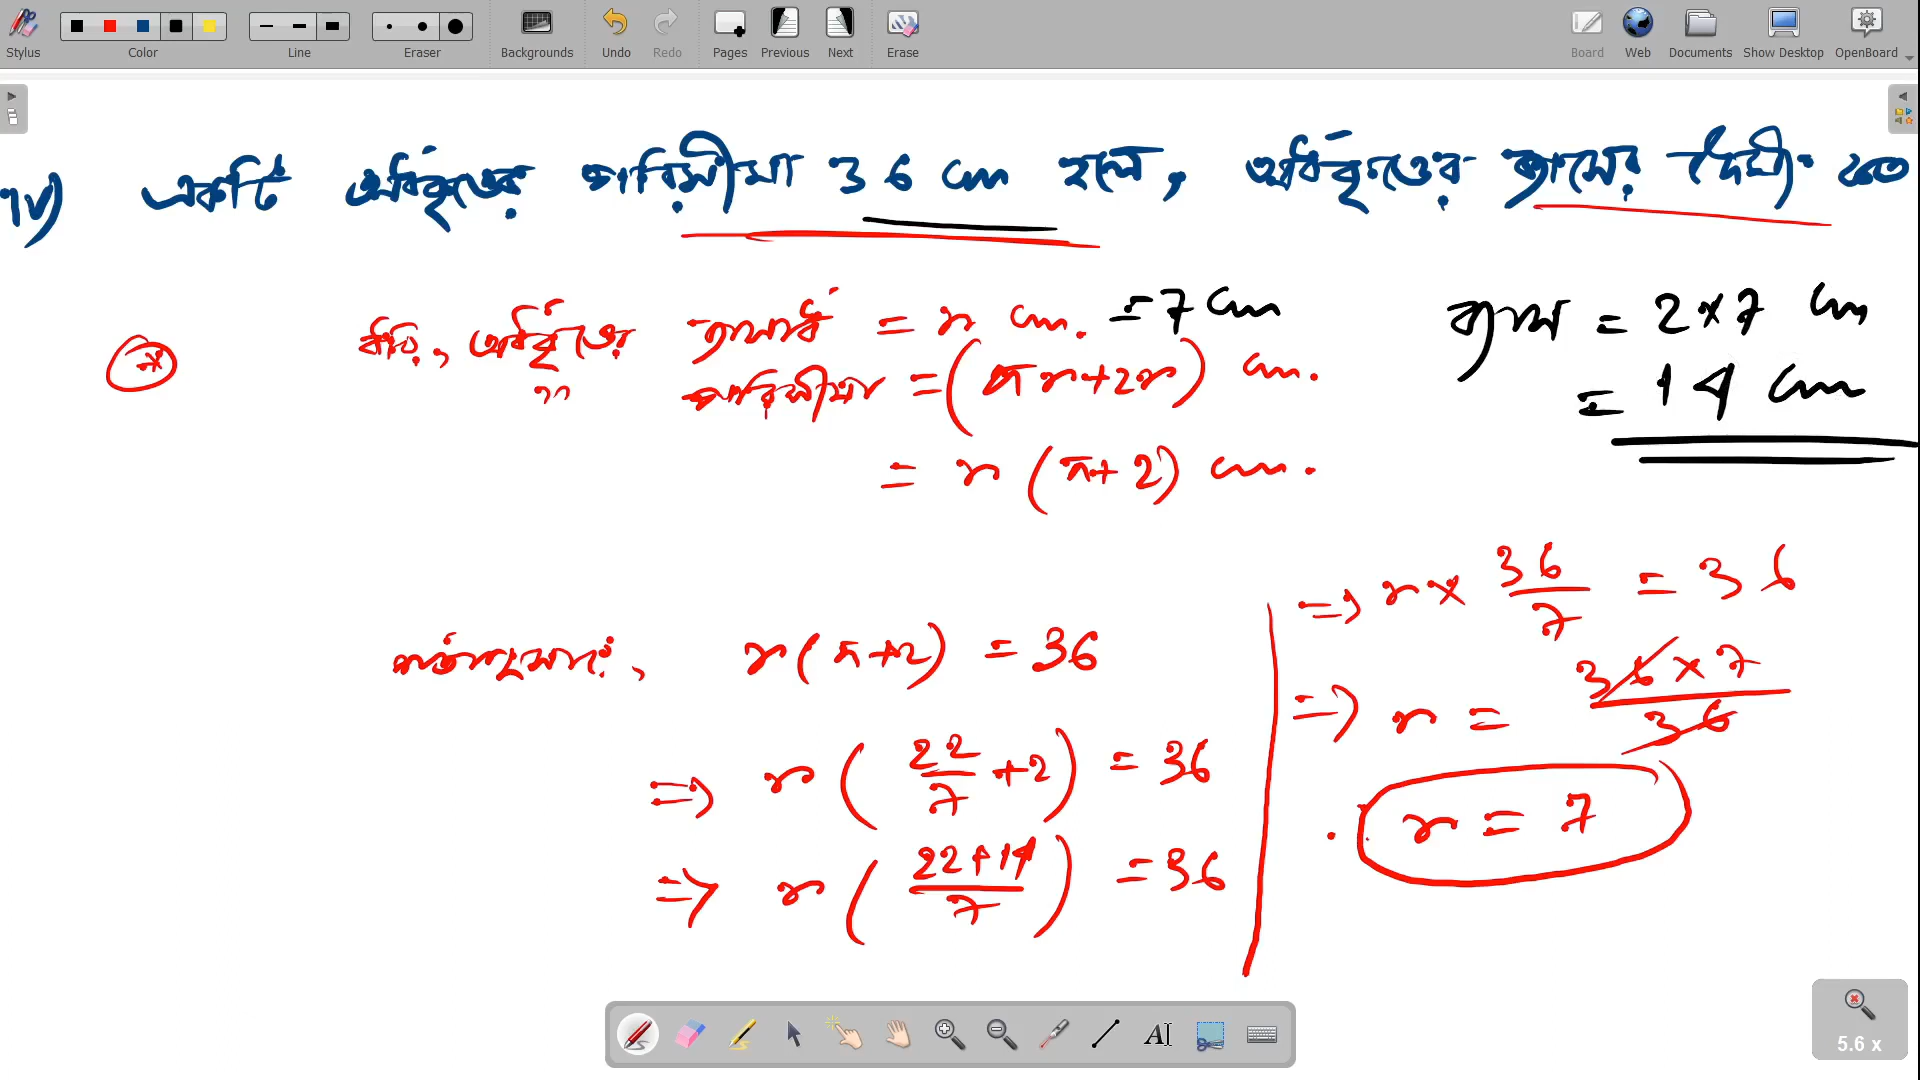 Stylus Color Line Eraser Backgrounds Undo Redo Pages Previous Next Erase Board Web Documents Show Desktop OpenBoard
iv) একটি অর্ধবৃত্তের পরিসীমা 36 cm হলে, অর্ধবৃত্তের ব্যাসের দৈর্ঘ্য কত
ধরি, অর্ধবৃত্তের ব্যাসার্ধ = r cm. = 7 cm
" পরিসীমা = (πr+2r) cm.
= r (π+2) cm.
ব্যাস = 2×7 cm
= 14 cm
শর্তানুসারে, r(π+2) = 36
=> r (22/7 +2) = 36
=> r (22+14/7) = 36
=> r × 36/7 = 36
=> r = 36×7/36
r = 7
5.6 x